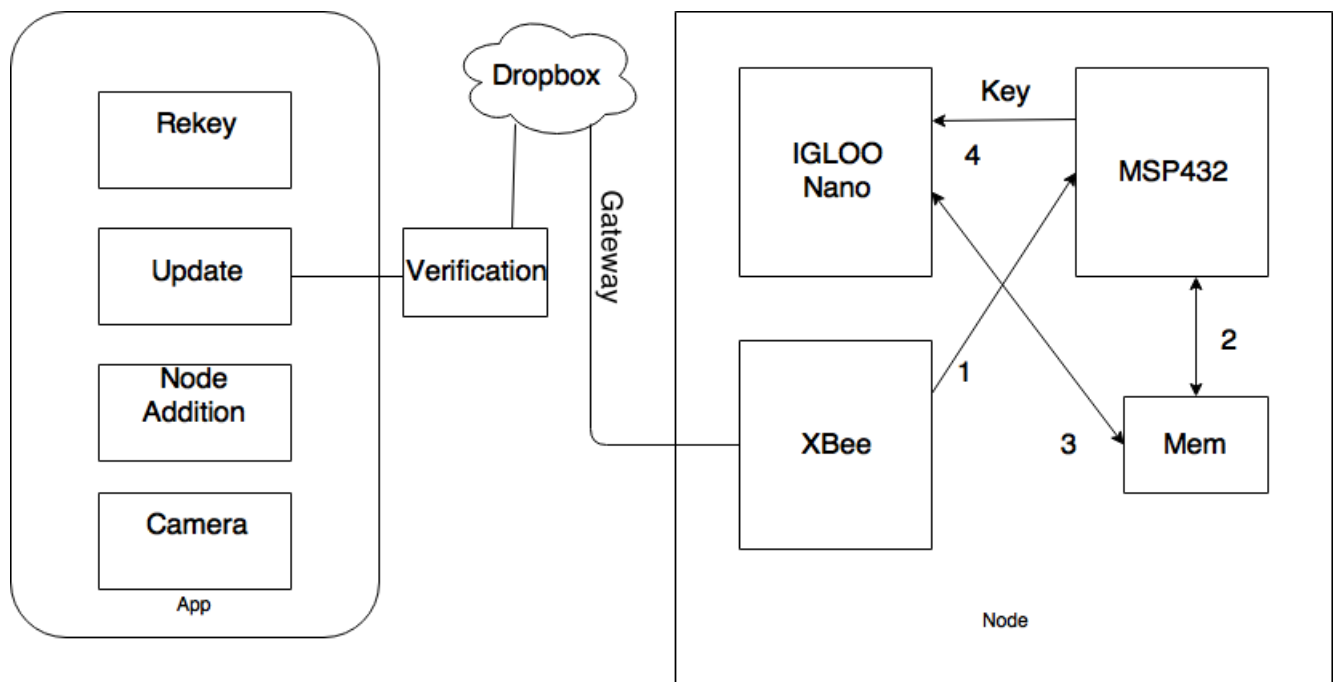 Rekey
Update
Node
Addition
Camera
App
Verification
Dropbox
Gateway
IGLOO
Nano
Key
4
MSP432
1
2
XBee
3
Mem
Node